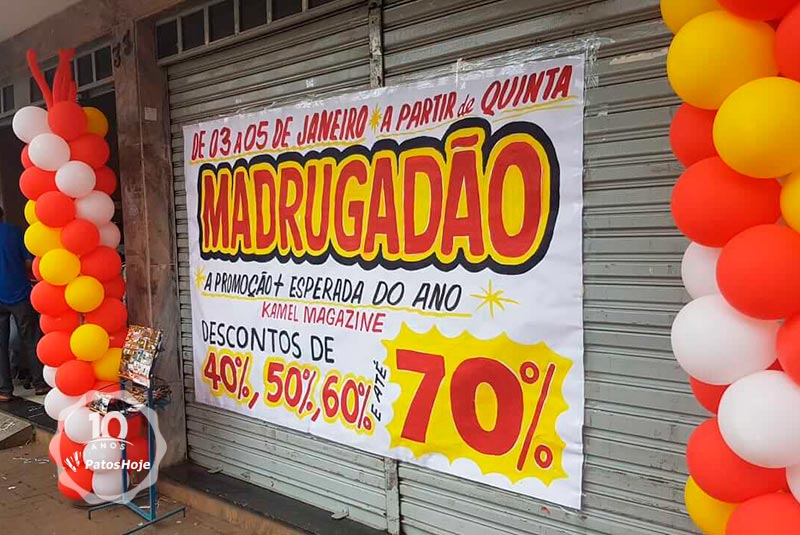 33
DE 03 A 05 DE JANEIRO * A PARTIR de QUINTA
MADRUGADÃO
A PROMOÇÃO + ESPERADA DO ANO
KAMEL MAGAZINE
DESCONTOS DE
40%, 50%, 60% E ATÉ 70%
10
ANOS
PatosHoje